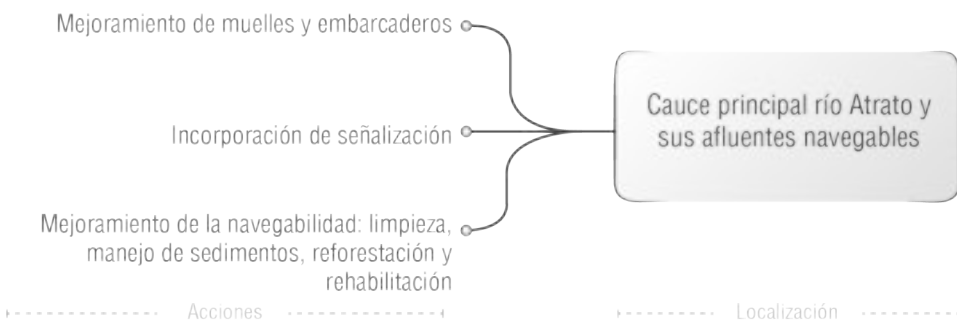 Mejoramiento de muelles y embarcaderos
Incorporación de señalización
Mejoramiento de la navegabilidad: limpieza,
manejo de sedimentos, reforestación y
rehabilitación
Cauce principal río Atrato y
sus afluentes navegables
Acciones
Localización